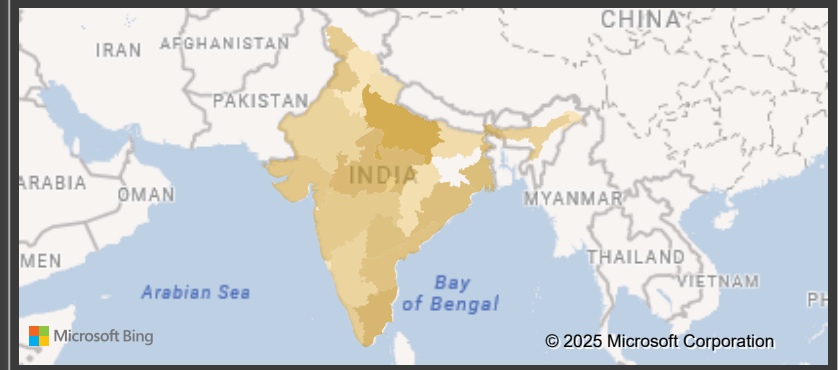 CHINA
IRAN
AFGHANISTAN
PAKISTAN
INDIA
ARABIA
OMAN
MYANMAR
MEN
THAILAND
VIETNAM
Arabian Sea
Bay
of Bengal
PH
Microsoft Bing
© 2025 Microsoft Corporation